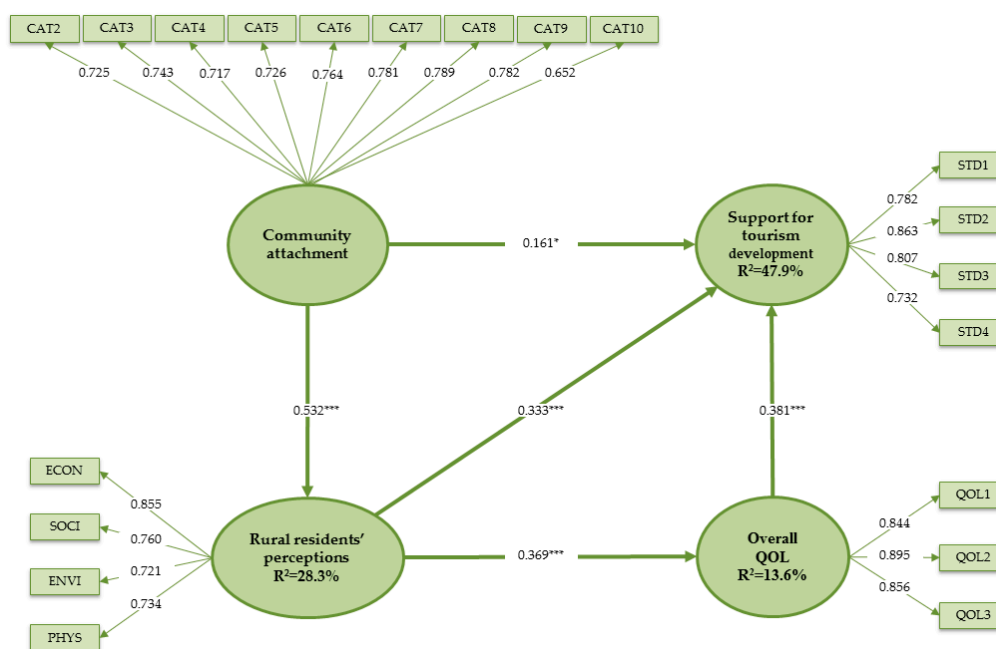 CAT2 CAT3 CAT4 CAT5 CAT6 CAT7 CAT8 CAT9 CAT10
0.725 0.743 0.717 0.726 0.764 0.781 0.789 0.782 0.652
Community
attachment
0.161*
Support for
tourism
development
R²=47.9%
STD1
0.782
STD2
0.863
0.807
STD3
0.732
STD4
0.532***
0.333***
0.381***
ECON
0.855
SOCI
0.760
ENVI
0.721
0.734
PHYS
Rural residents'
perceptions
R²=28.3%
0.369***
Overall
QOL
R²=13.6%
QOL1
0.844
QOL2
0.895
0.856
QOL3